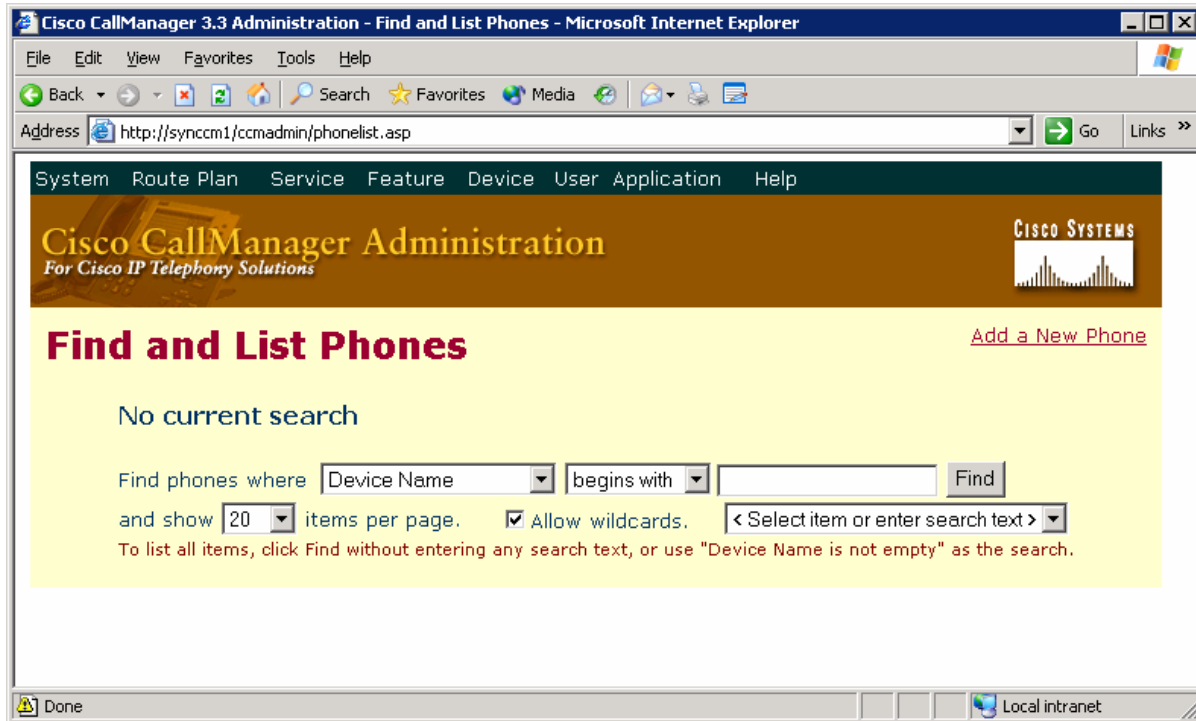 Cisco CallManager 3.3 Administration - Find and List Phones - Microsoft Internet Explorer
File Edit View Favorites Tools Help
Back Search Favorites Media
Address http://synccm1/ccmadmin/phonelist.asp Go Links »
System Route Plan Service Feature Device User Application Help
Cisco CallManager Administration
For Cisco IP Telephony Solutions
CISCO SYSTEMS
Find and List Phones
Add a New Phone
No current search
Find phones where Device Name begins with Find
and show 20 items per page. Allow wildcards. < Select item or enter search text >
To list all items, click Find without entering any search text, or use "Device Name is not empty" as the search.
Done Local intranet